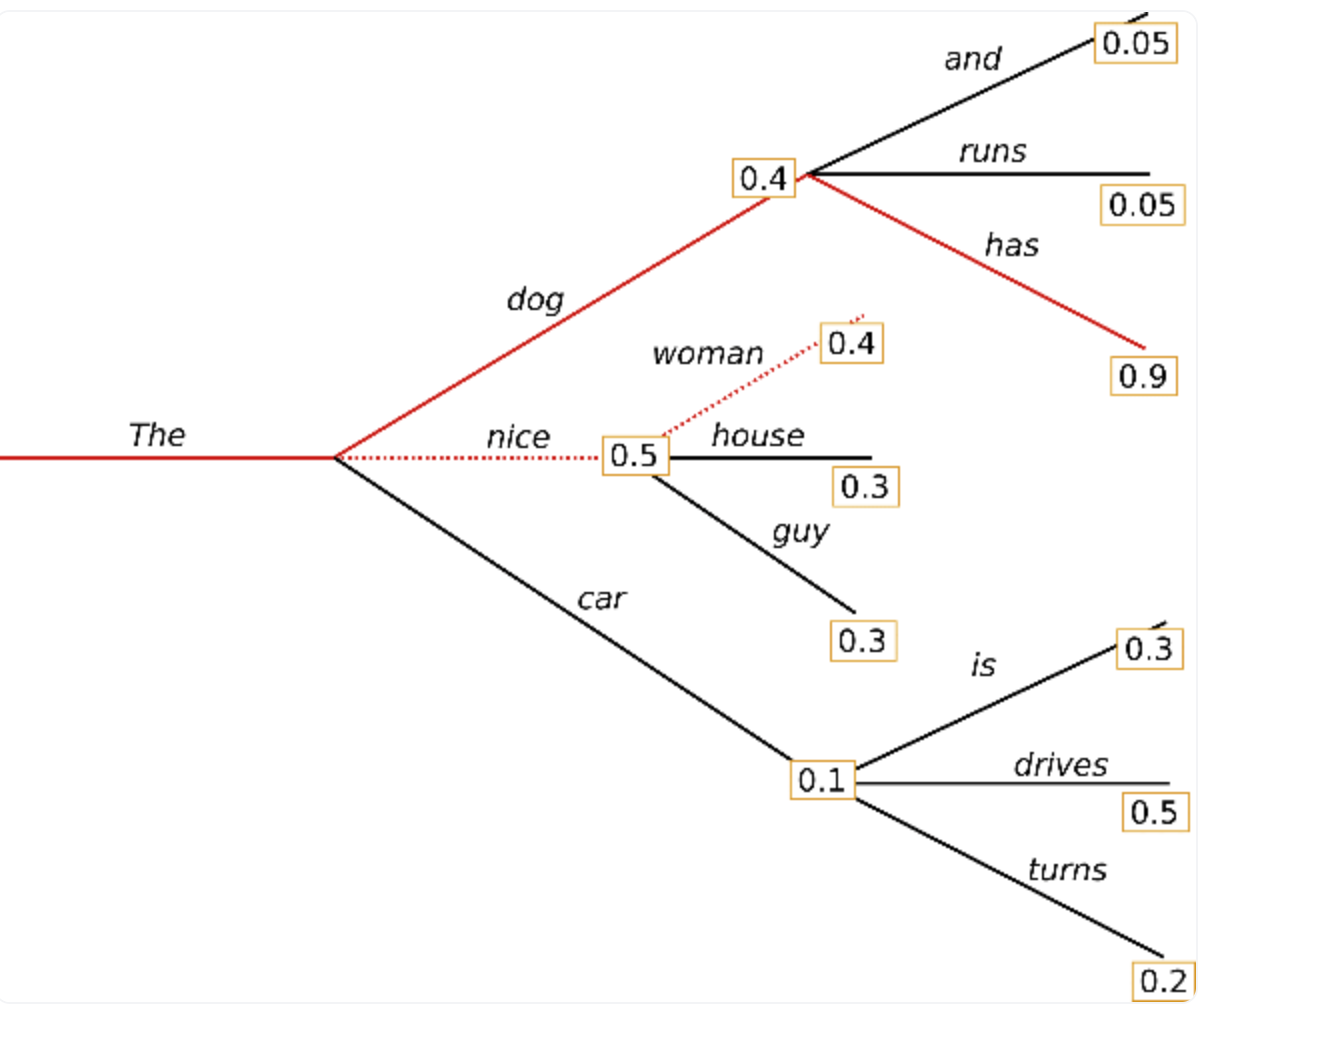 and
0.05
runs
0.4
0.05
has
dog
woman
0.4
0.9
The
nice
0.5
house
0.3
guy
car
0.3
is
0.3
drives
0.1
0.5
turns
0.2